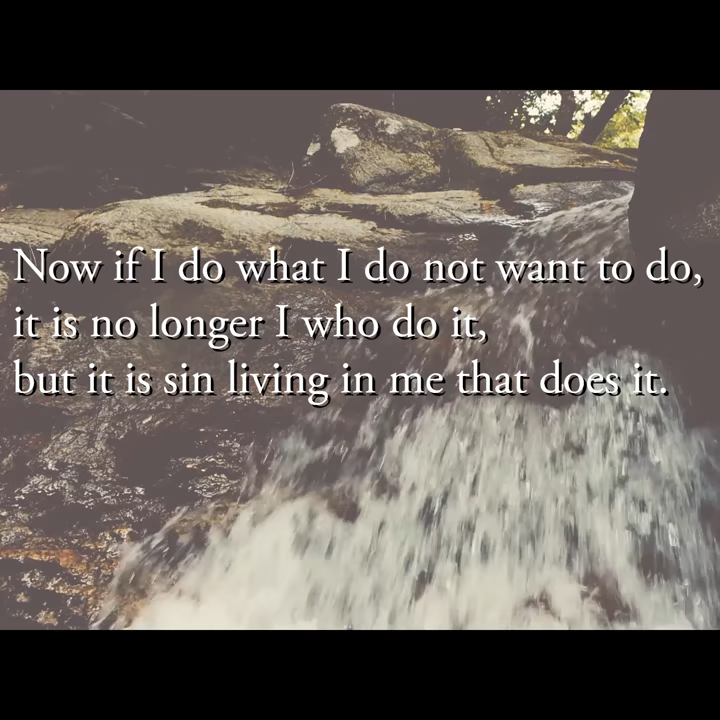 Now if I do what I do not want to do,
it is no longer I who do it,
but it is sin living in me that does it.